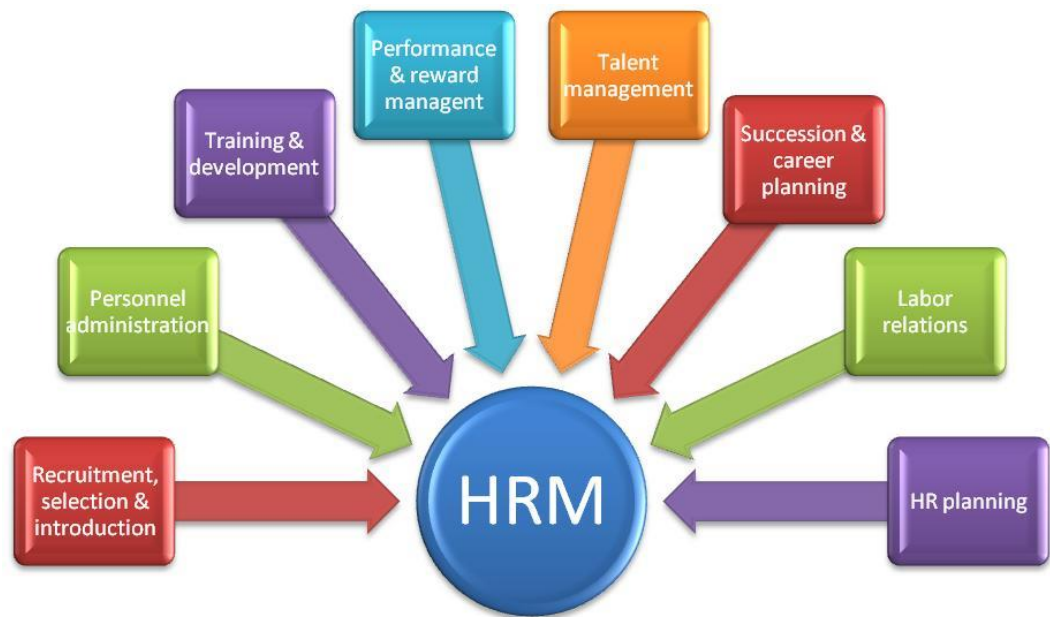 Performance
& reward
managent
Talent
management
Training &
development
Succession &
career
planning
Personnel
administration
Labor
relations
Recruitment,
selection &
introduction
HRM
HR planning